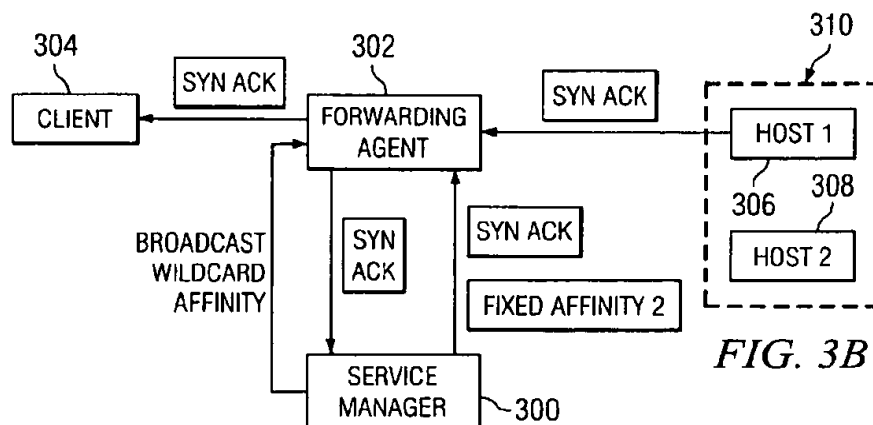 304
SYN ACK
302
SYN ACK
310
CLIENT
FORWARDING
AGENT
HOST 1
306
308
HOST 2
BROADCAST
WILDCARD
AFFINITY
SYN
ACK
SYN ACK
FIXED AFFINITY 2
FIG. 3B
SERVICE
MANAGER
300